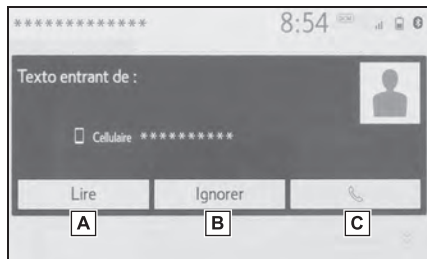 ************* 8:54
Texto entrant de :
Cellulaire **********
Lire Ignorer
A B C